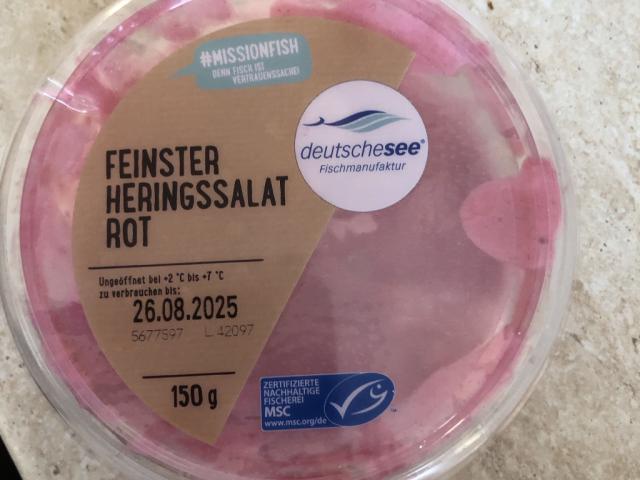 #MISSIONFISH
DENN FISCH IST
VERTRAUENSSACHE!
deutschesee®
Fischmanufaktur
FEINSTER
HERINGSSALAT
ROT
Ungeöffnet bei +2 °C bis +7 °C
zu verbrauchen bis:
26.08.2025
5677597 L 42097
150 g
ZERTIFIZIERTE
NACHHALTIGE
FISCHEREI
MSC
www.msc.org/de
™